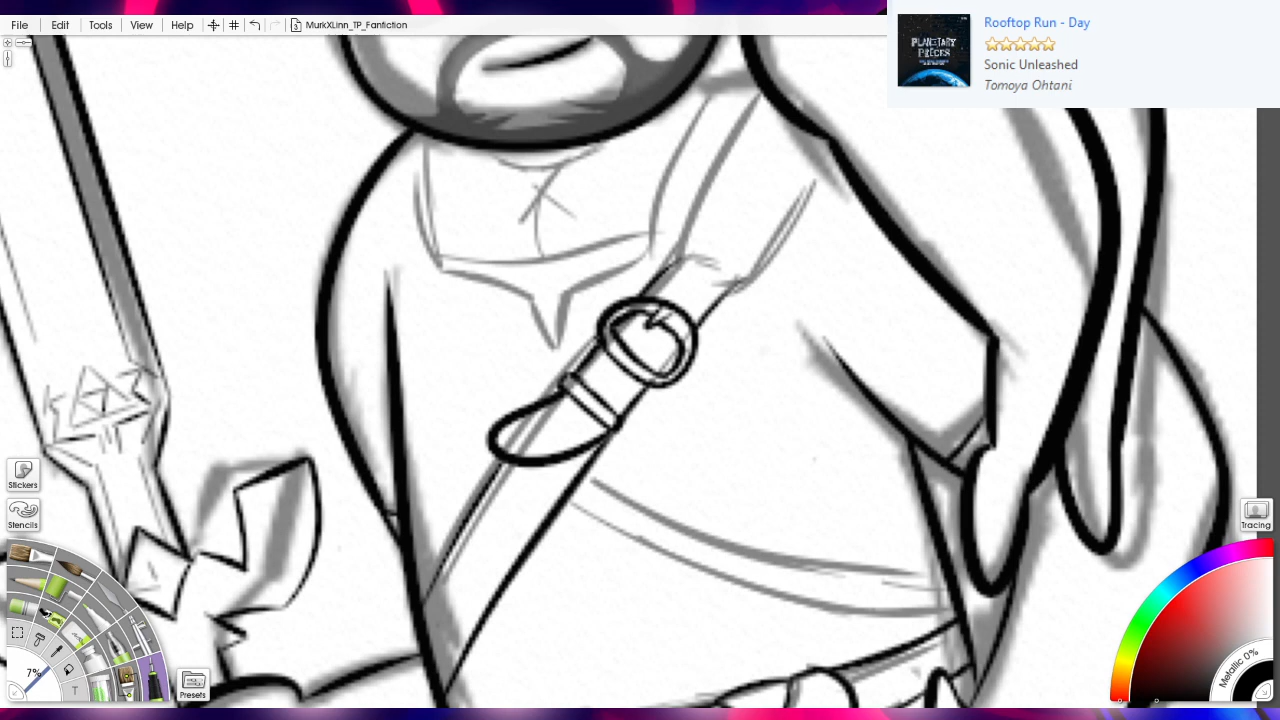 File Edit Tools View Help MurkXLinn_TP_Fanfiction
Rooftop Run - Day
Sonic Unleashed
Tomoya Ohtani
PLANETARY
PIECES
Stickers
Stencils
Tracing
7%
T
Presets
Metallic 0%